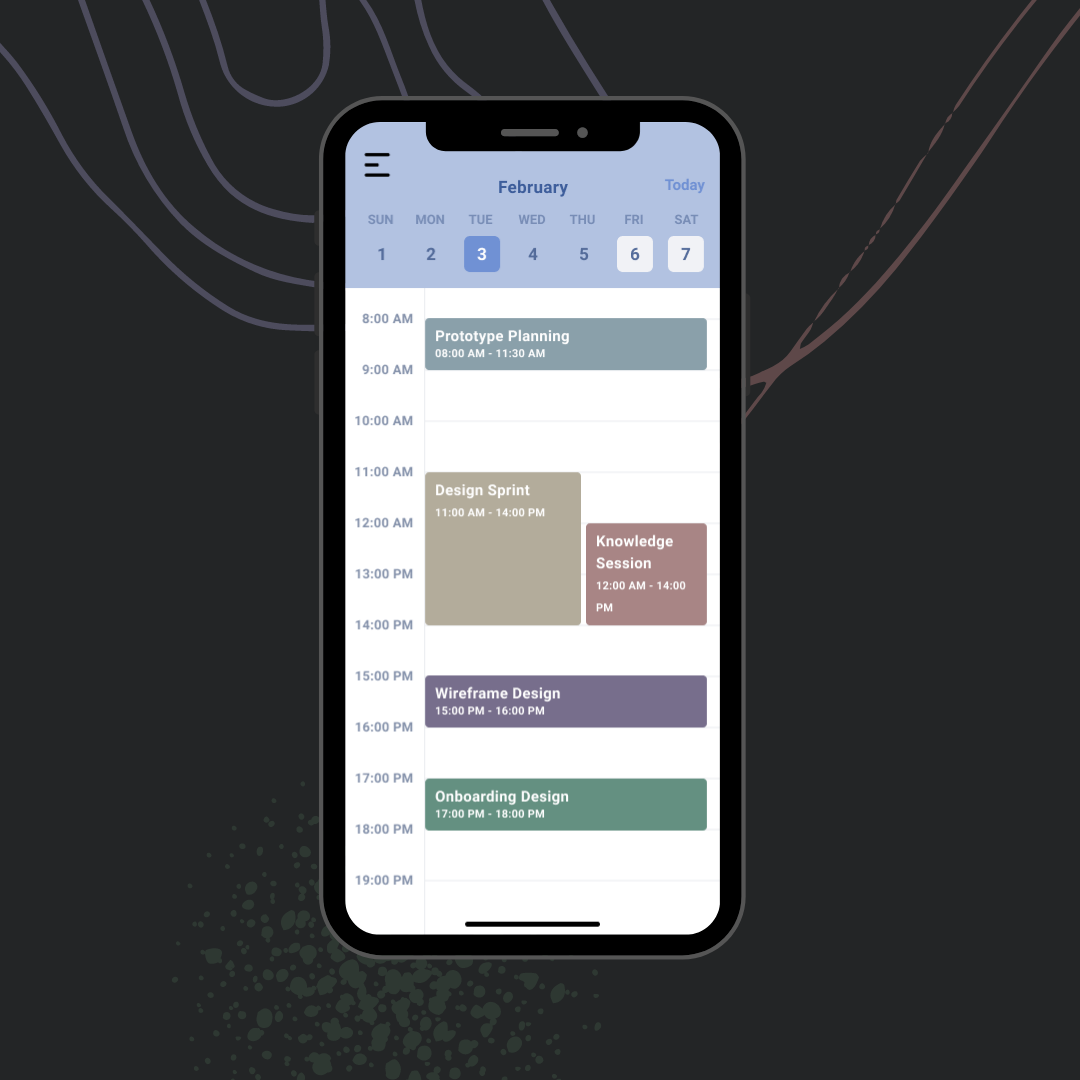 February
Today
SUN MON TUE WED THU FRI SAT
1 2 3 4 5 6 7
8:00 AM
Prototype Planning
08:00 AM - 11:30 AM
9:00 AM
10:00 AM
11:00 AM
Design Sprint
11:00 AM - 14:00 PM
12:00 AM
Knowledge
Session
12:00 AM - 14:00
PM
13:00 PM
14:00 PM
15:00 PM
Wireframe Design
15:00 PM - 16:00 PM
16:00 PM
17:00 PM
Onboarding Design
17:00 PM - 18:00 PM
18:00 PM
19:00 PM